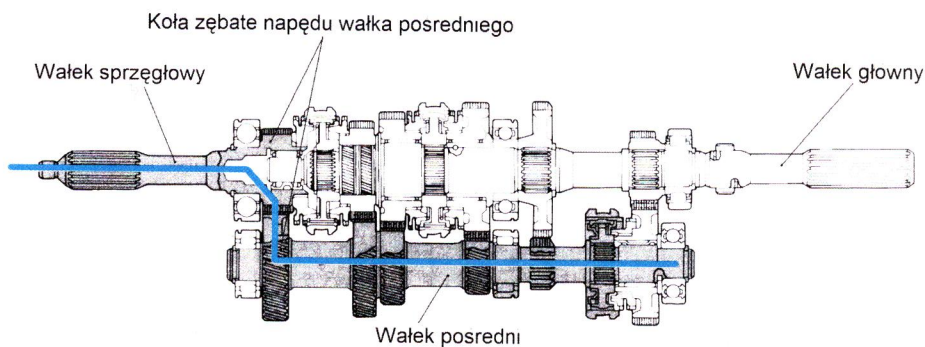 Koła zębate napędu wałka posredniego
Wałek sprzęgłowy
Wałek głowny
Wałek posredni